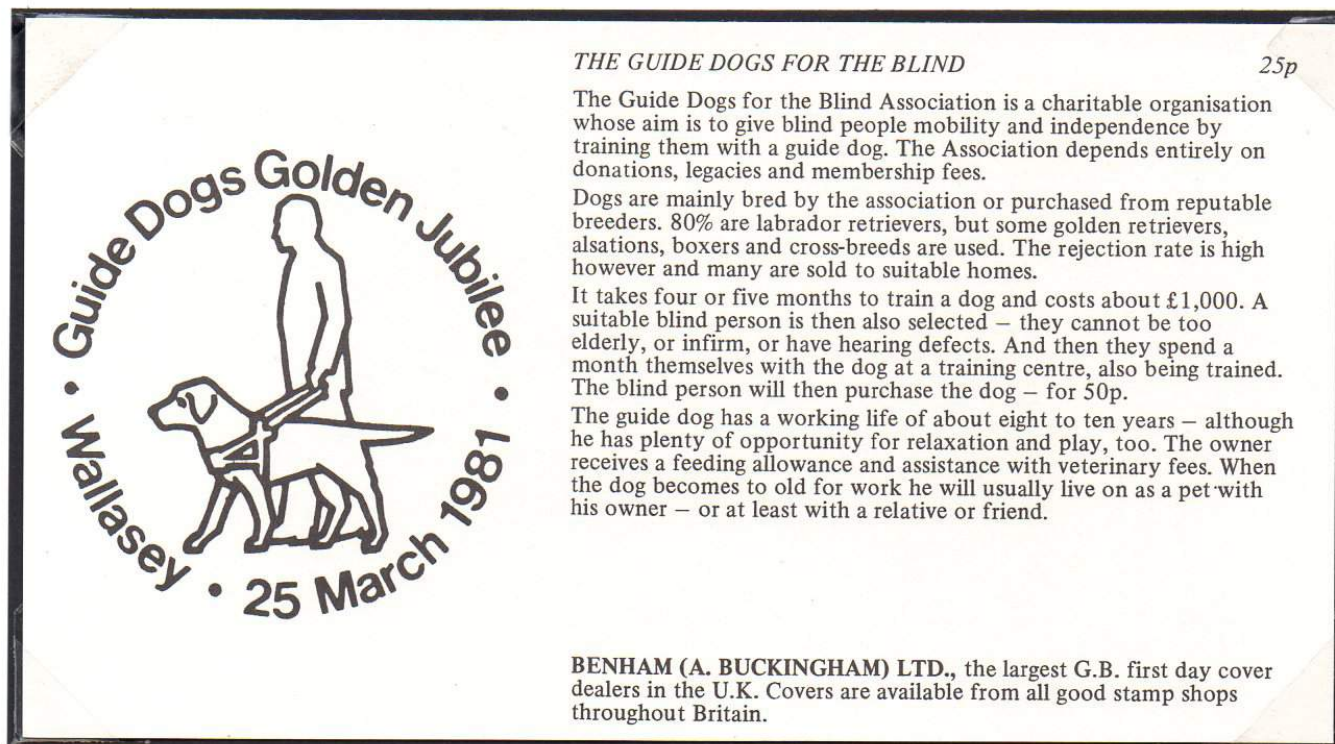 Guide Dogs Golden Jubilee • Wallasey • 25 March 1981 •
THE GUIDE DOGS FOR THE BLIND 25p
The Guide Dogs for the Blind Association is a charitable organisation
whose aim is to give blind people mobility and independence by
training them with a guide dog. The Association depends entirely on
donations, legacies and membership fees.
Dogs are mainly bred by the association or purchased from reputable
breeders. 80% are labrador retrievers, but some golden retrievers,
alsations, boxers and cross-breeds are used. The rejection rate is high
however and many are sold to suitable homes.
It takes four or five months to train a dog and costs about £1,000. A
suitable blind person is then also selected – they cannot be too
elderly, or infirm, or have hearing defects. And then they spend a
month themselves with the dog at a training centre, also being trained.
The blind person will then purchase the dog – for 50p.
The guide dog has a working life of about eight to ten years – although
he has plenty of opportunity for relaxation and play, too. The owner
receives a feeding allowance and assistance with veterinary fees. When
the dog becomes to old for work he will usually live on as a pet with
his owner – or at least with a relative or friend.
BENHAM (A. BUCKINGHAM) LTD., the largest G.B. first day cover
dealers in the U.K. Covers are available from all good stamp shops
throughout Britain.